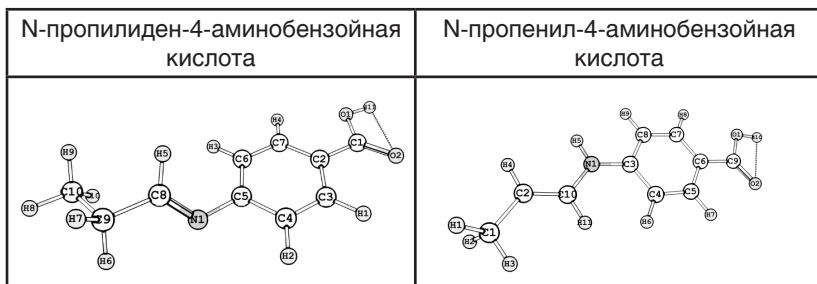 N-пропилиден-4-аминобензойная
кислота
N-пропенил-4-аминобензойная
кислота
H9
H8
C10
10
H7
C9
H6
H5
C8
N1
H3
C6
H4
C7
C5
C4
H2
C2
C3
H1
O1
H11
C1
O2
H1
H2
C1
H3
H4
C2
C10
H11
H5
N1
H9
C8
H8
C7
C3
C4
H6
C6
C5
H7
O1
H10
C9
O2